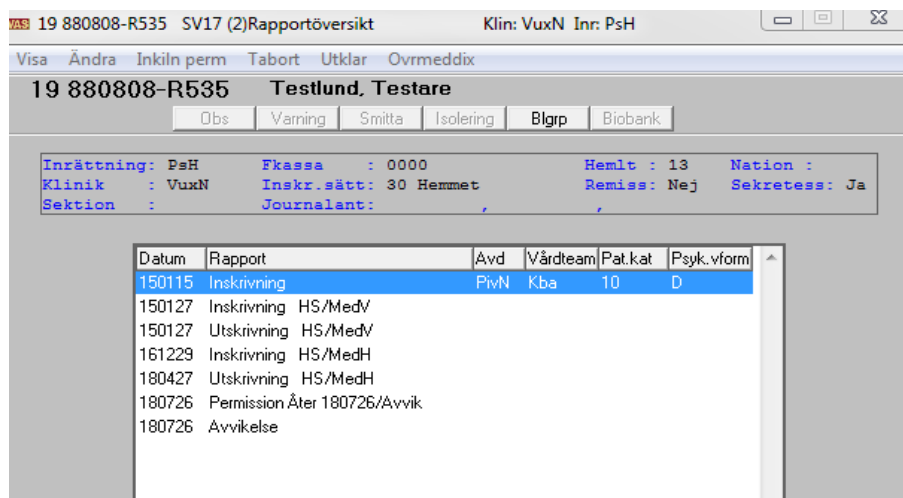 VAS 19 880808-R535 SV17 (2)Rapportöversikt Klin: VuxN Inr: PsH
Visa Ändra Inkiln perm Tabort Utklar Ovrmeddix
19 880808-R535 Testlund, Testare
Obs Varning Smitta Isolering Blgrp Biobank
Inrättning: PsH Fkassa : 0000 Hemlt : 13 Nation :
Klinik : VuxN Inskr.sätt: 30 Hemmet Remiss: Nej Sekretess: Ja
Sektion : Journalant: , ,
Datum Rapport Avd Vårdteam Pat.kat Psyk.vform
150115 Inskrivning PivN Kba 10 D
150127 Inskrivning HS/MedV
150127 Utskrivning HS/MedV
161229 Inskrivning HS/MedH
180427 Utskrivning HS/MedH
180726 Permission Åter 180726/Avvik
180726 Avvikelse